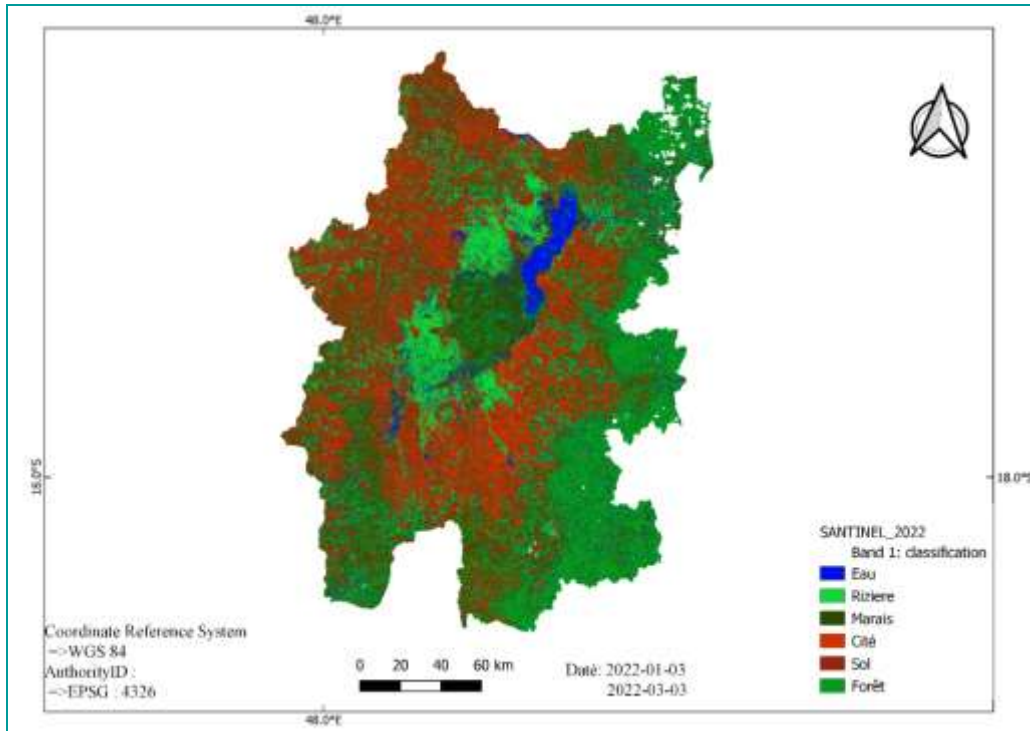 48.0°E
18.0°S
18.0°S
SANTINEL_2022
Band 1: classification
Eau
Riziere
Marais
Cité
Sol
Forêt
Coordinate Reference System
=>WGS 84
AuthorityID :
=>EPSG : 4326
0 20 40 60 km
Daté: 2022-01-03
2022-03-03
48.0°E